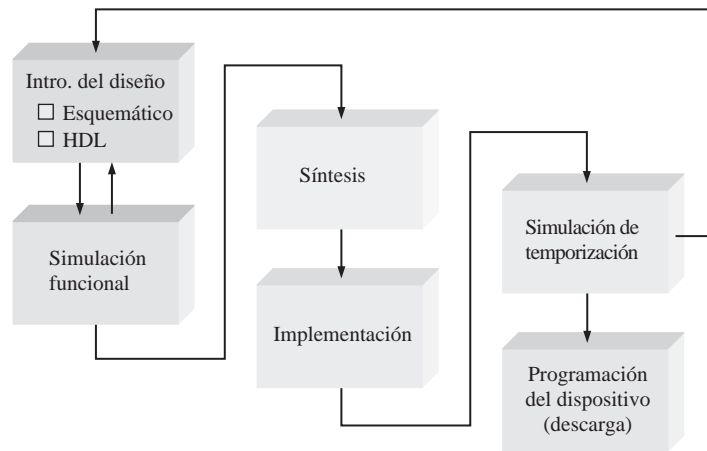 Intro. del diseño
Esquemático
HDL
Simulación
funcional
Síntesis
Implementación
Simulación de
temporización
Programación
del dispositivo
(descarga)